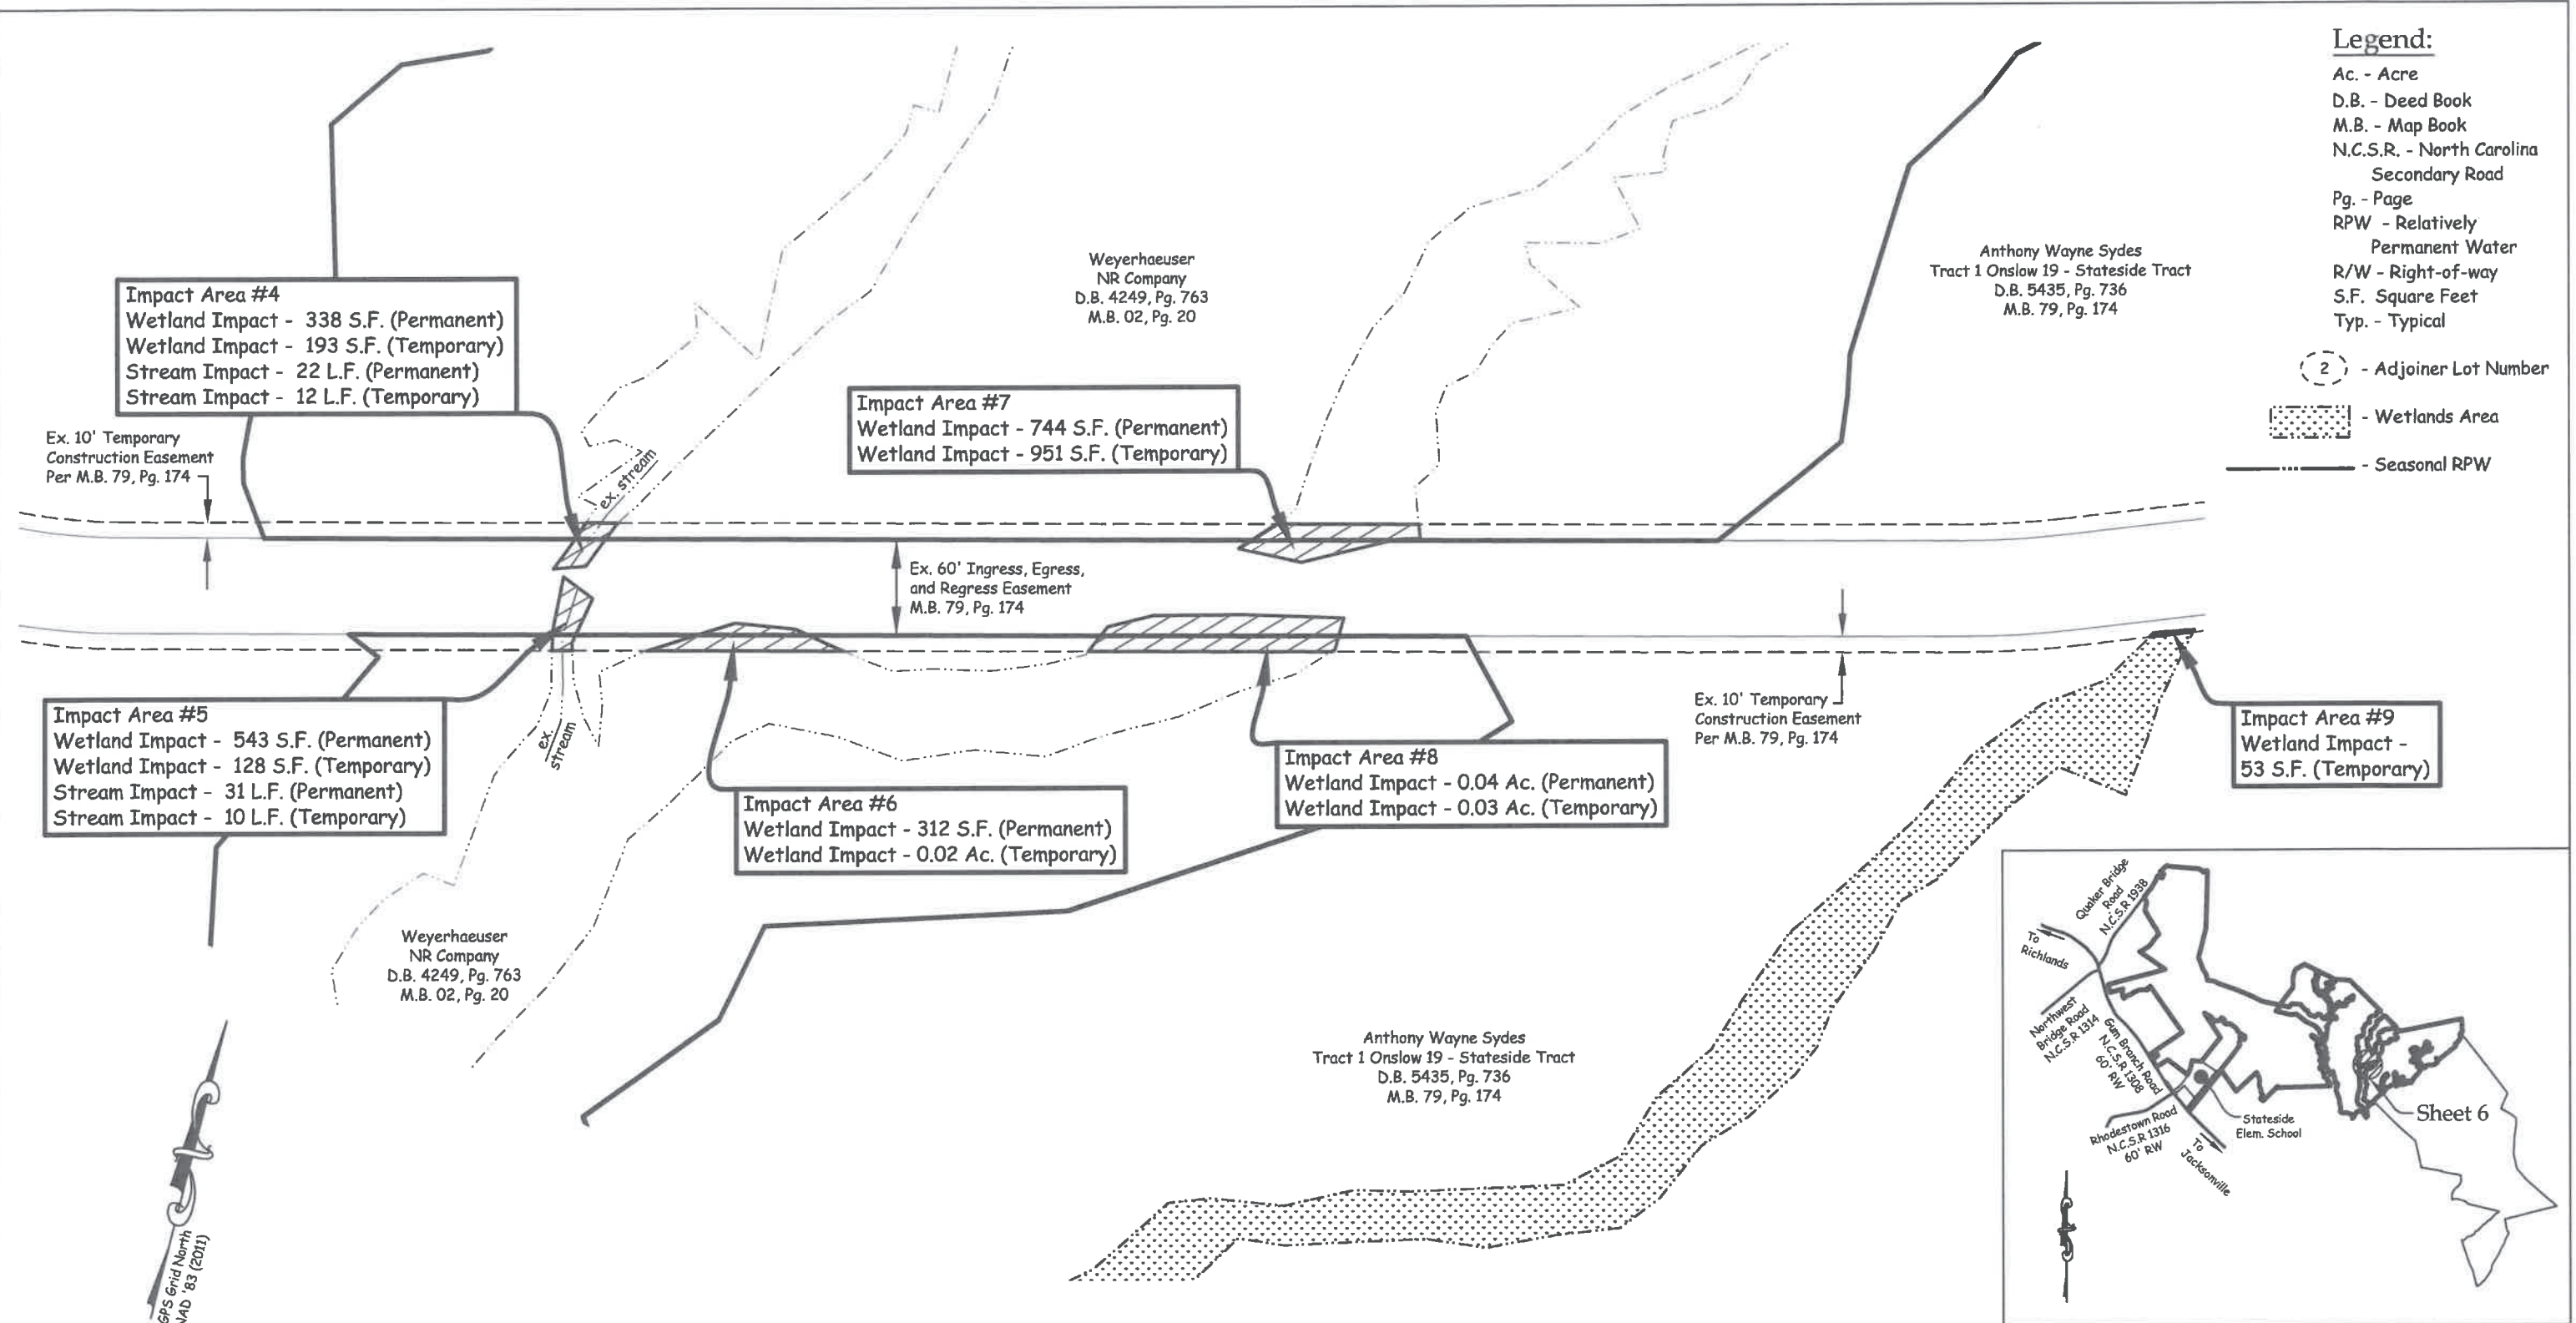 Legend:
Ac. - Acre
D.B. - Deed Book
M.B. - Map Book
N.C.S.R. - North Carolina
Secondary Road
Pg. - Page
RPW - Relatively
Permanent Water
R/W - Right-of-way
S.F. Square Feet
Typ. - Typical
2 - Adjoiner Lot Number
- Wetlands Area
- Seasonal RPW
Impact Area #4
Wetland Impact - 338 S.F. (Permanent)
Wetland Impact - 193 S.F. (Temporary)
Stream Impact - 22 L.F. (Permanent)
Stream Impact - 12 L.F. (Temporary)
Weyerhaeuser
NR Company
D.B. 4249, Pg. 763
M.B. 02, Pg. 20
Anthony Wayne Sydes
Tract 1 Onslow 19 - Stateside Tract
D.B. 5435, Pg. 736
M.B. 79, Pg. 174
Impact Area #7
Wetland Impact - 744 S.F. (Permanent)
Wetland Impact - 951 S.F. (Temporary)
Ex. 10' Temporary
Construction Easement
Per M.B. 79, Pg. 174
ex. stream
Ex. 60' Ingress, Egress,
and Regress Easement
M.B. 79, Pg. 174
Impact Area #5
Wetland Impact - 543 S.F. (Permanent)
Wetland Impact - 128 S.F. (Temporary)
Stream Impact - 31 L.F. (Permanent)
Stream Impact - 10 L.F. (Temporary)
ex.
stream
Impact Area #6
Wetland Impact - 312 S.F. (Permanent)
Wetland Impact - 0.02 Ac. (Temporary)
Impact Area #8
Wetland Impact - 0.04 Ac. (Permanent)
Wetland Impact - 0.03 Ac. (Temporary)
Ex. 10' Temporary
Construction Easement
Per M.B. 79, Pg. 174
Impact Area #9
Wetland Impact -
53 S.F. (Temporary)
Weyerhaeuser
NR Company
D.B. 4249, Pg. 763
M.B. 02, Pg. 20
Anthony Wayne Sydes
Tract 1 Onslow 19 - Stateside Tract
D.B. 5435, Pg. 736
M.B. 79, Pg. 174
GPS Grid North
NAD '83 (2011)
Quaker Bridge
Road
N.C.S.R 1938
To
Richlands
Northwest
Bridge Road
N.C.S.R 1314
Gum Branch Road
N.C.S.R 1308
60' RW
Rhodestown Road
N.C.S.R 1316
60' RW
To
Jacksonville
Stateside
Elem. School
Sheet 6